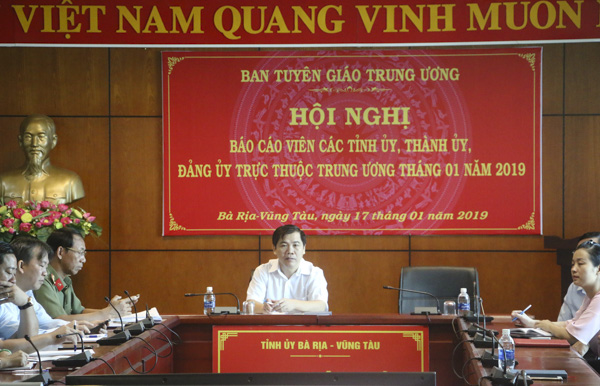 VIỆT NAM QUANG VINH MUÔN
BAN TUYÊN GIÁO TRUNG ƯƠNG
HỘI NGHỊ
BÁO CÁO VIÊN CÁC TỈNH ỦY, THÀNH ỦY,
ĐẢNG ỦY TRỰC THUỘC TRUNG ƯƠNG THÁNG 01 NĂM 2019
Bà Rịa-Vũng Tàu, ngày 17 tháng 01 năm 2019
TỈNH ỦY BÀ RỊA - VŨNG TÀU